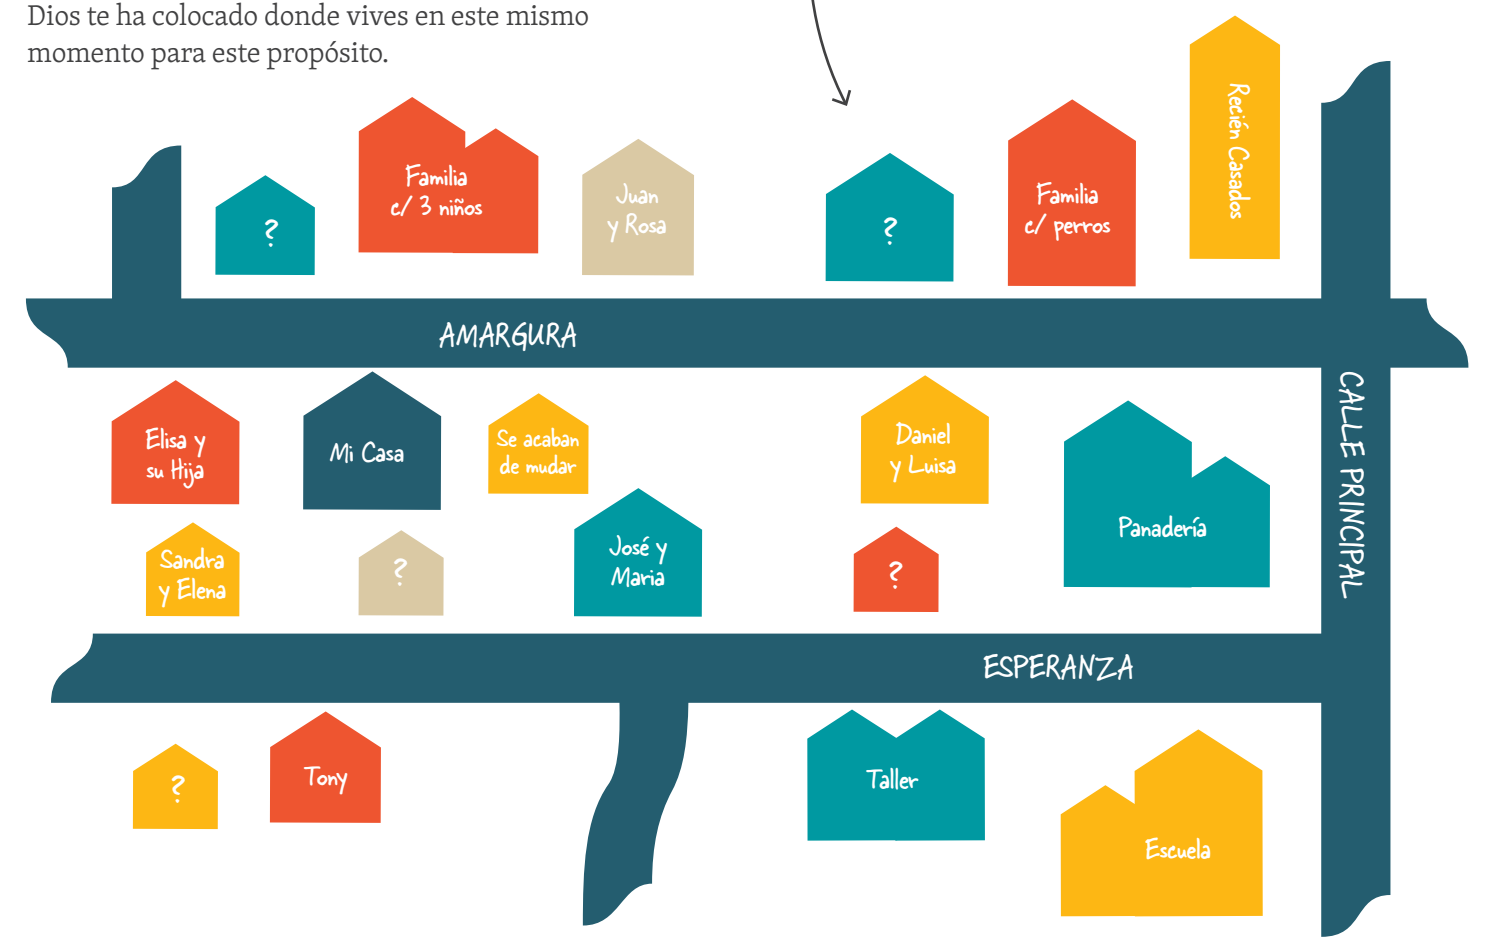 Dios te ha colocado donde vives en este mismo
momento para este propósito.
?
Familia
c/ 3 niños
Juan
y Rosa
?
Familia
c/ perros
Recién Casados
AMARGURA
CALLE PRINCIPAL
Elisa y
su Hija
Mi Casa
Se acaban
de mudar
Daniel
y Luisa
Panadería
Sandra
y Elena
?
José y
Maria
?
ESPERANZA
?
Tony
Taller
Escuela